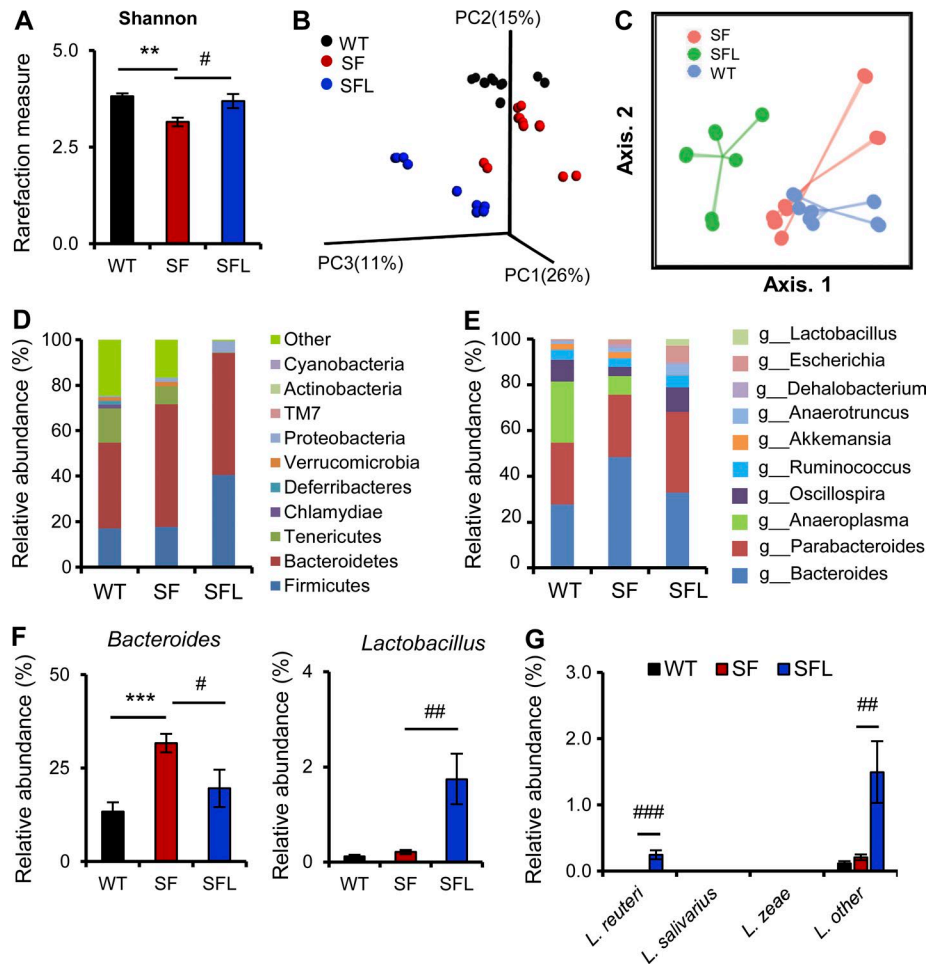 A
Shannon
Rarefaction measure
5.0
2.5
0.0
**
#
WT
SF
SFL
B
PC2(15%)
WT
SF
SFL
PC3(11%)
PC1(26%)
C
SF
SFL
WT
Axis. 2
Axis. 1
D
Relative abundance (%)
100
80
60
40
20
0
WT
SF
SFL
Other
Cyanobacteria
Actinobacteria
TM7
Proteobacteria
Verrucomicrobia
Deferribacteres
Chlamydiae
Tenericutes
Bacteroidetes
Firmicutes
E
Relative abundance (%)
100
80
60
40
20
0
WT
SF
SFL
g__Lactobacillus
g__Escherichia
g__Dehalobacterium
g__Anaerotruncus
g__Akkemansia
g__Ruminococcus
g__Oscillospira
g__Anaeroplasma
g__Parabacteroides
g__Bacteroides
F
Bacteroides
Relative abundance (%)
50
25
0
***
#
WT
SF
SFL
Lactobacillus
Relative abundance (%)
4
2
0
##
WT
SF
SFL
G
Relative abundance (%)
3.0
2.0
1.0
0.0
WT
SF
SFL
###
##
L. reuteri
L. salivarius
L. zeae
L. other